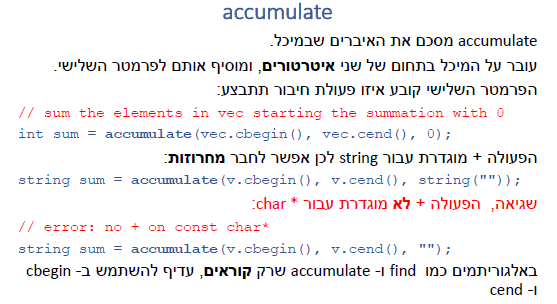 accumulate
accumulate מסכם את האיברים שבמיכל.
עובר על המיכל בתחום של שני איטרטורים, ומוסיף אותם לפרמטר השלישי.
הפרמטר השלישי קובע איזו פעולת חיבור תתבצע:
// sum the elements in vec starting the summation with 0
int sum = accumulate(vec.cbegin(), vec.cend(), 0);
הפעולה + מוגדרת עבור string לכן אפשר לחבר מחרוזות:
string sum = accumulate(v.cbegin(), v.cend(), string(""));
שגיאה, הפעולה + לא מוגדרת עבור * char:
// error: no + on const char*
string sum = accumulate(v.cbegin(), v.cend(), "");
באלגוריתמים כמו find ו- accumulate שרק קוראים, עדיף להשתמש ב- cbegin
ו- cend